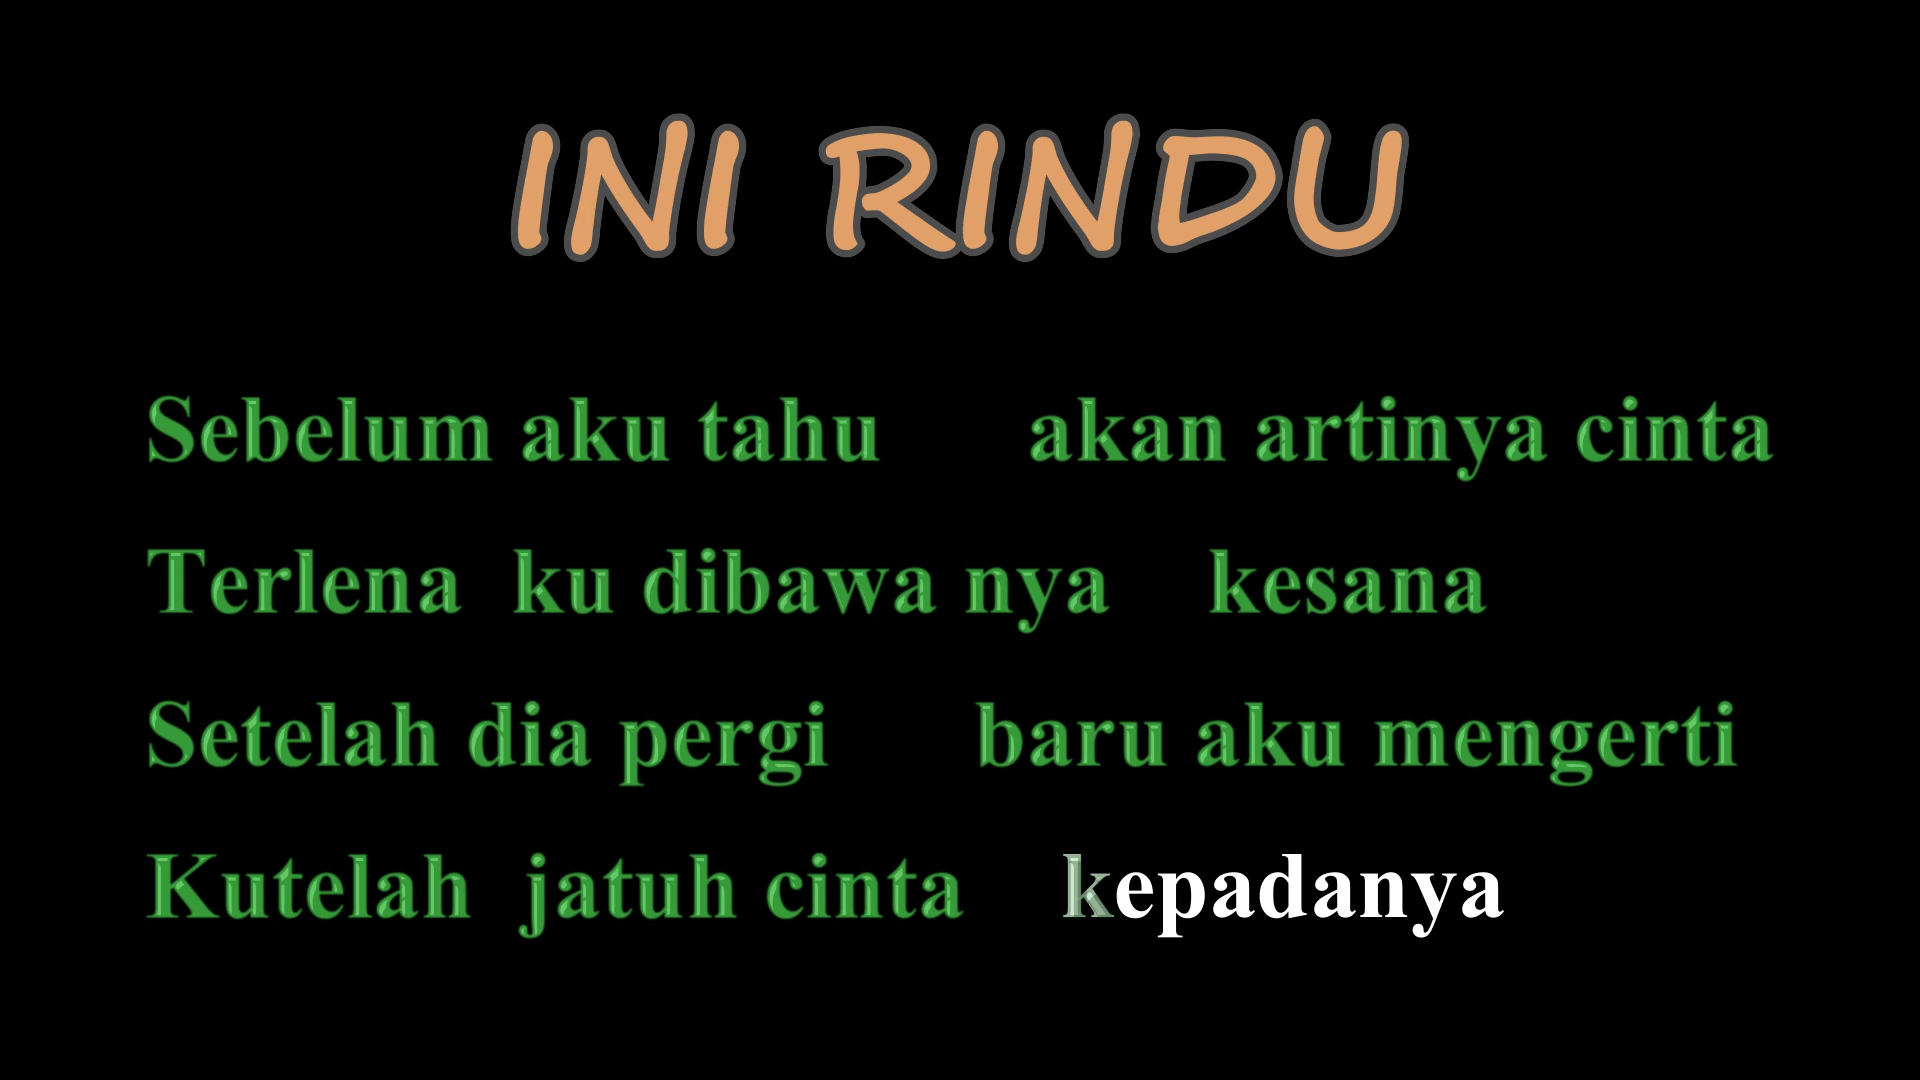 INI RINDU
Sebelum aku tahu akan artinya cinta
Terlena ku dibawa nya kesana
Setelah dia pergi baru aku mengerti
Kutelah jatuh cinta kepadanya